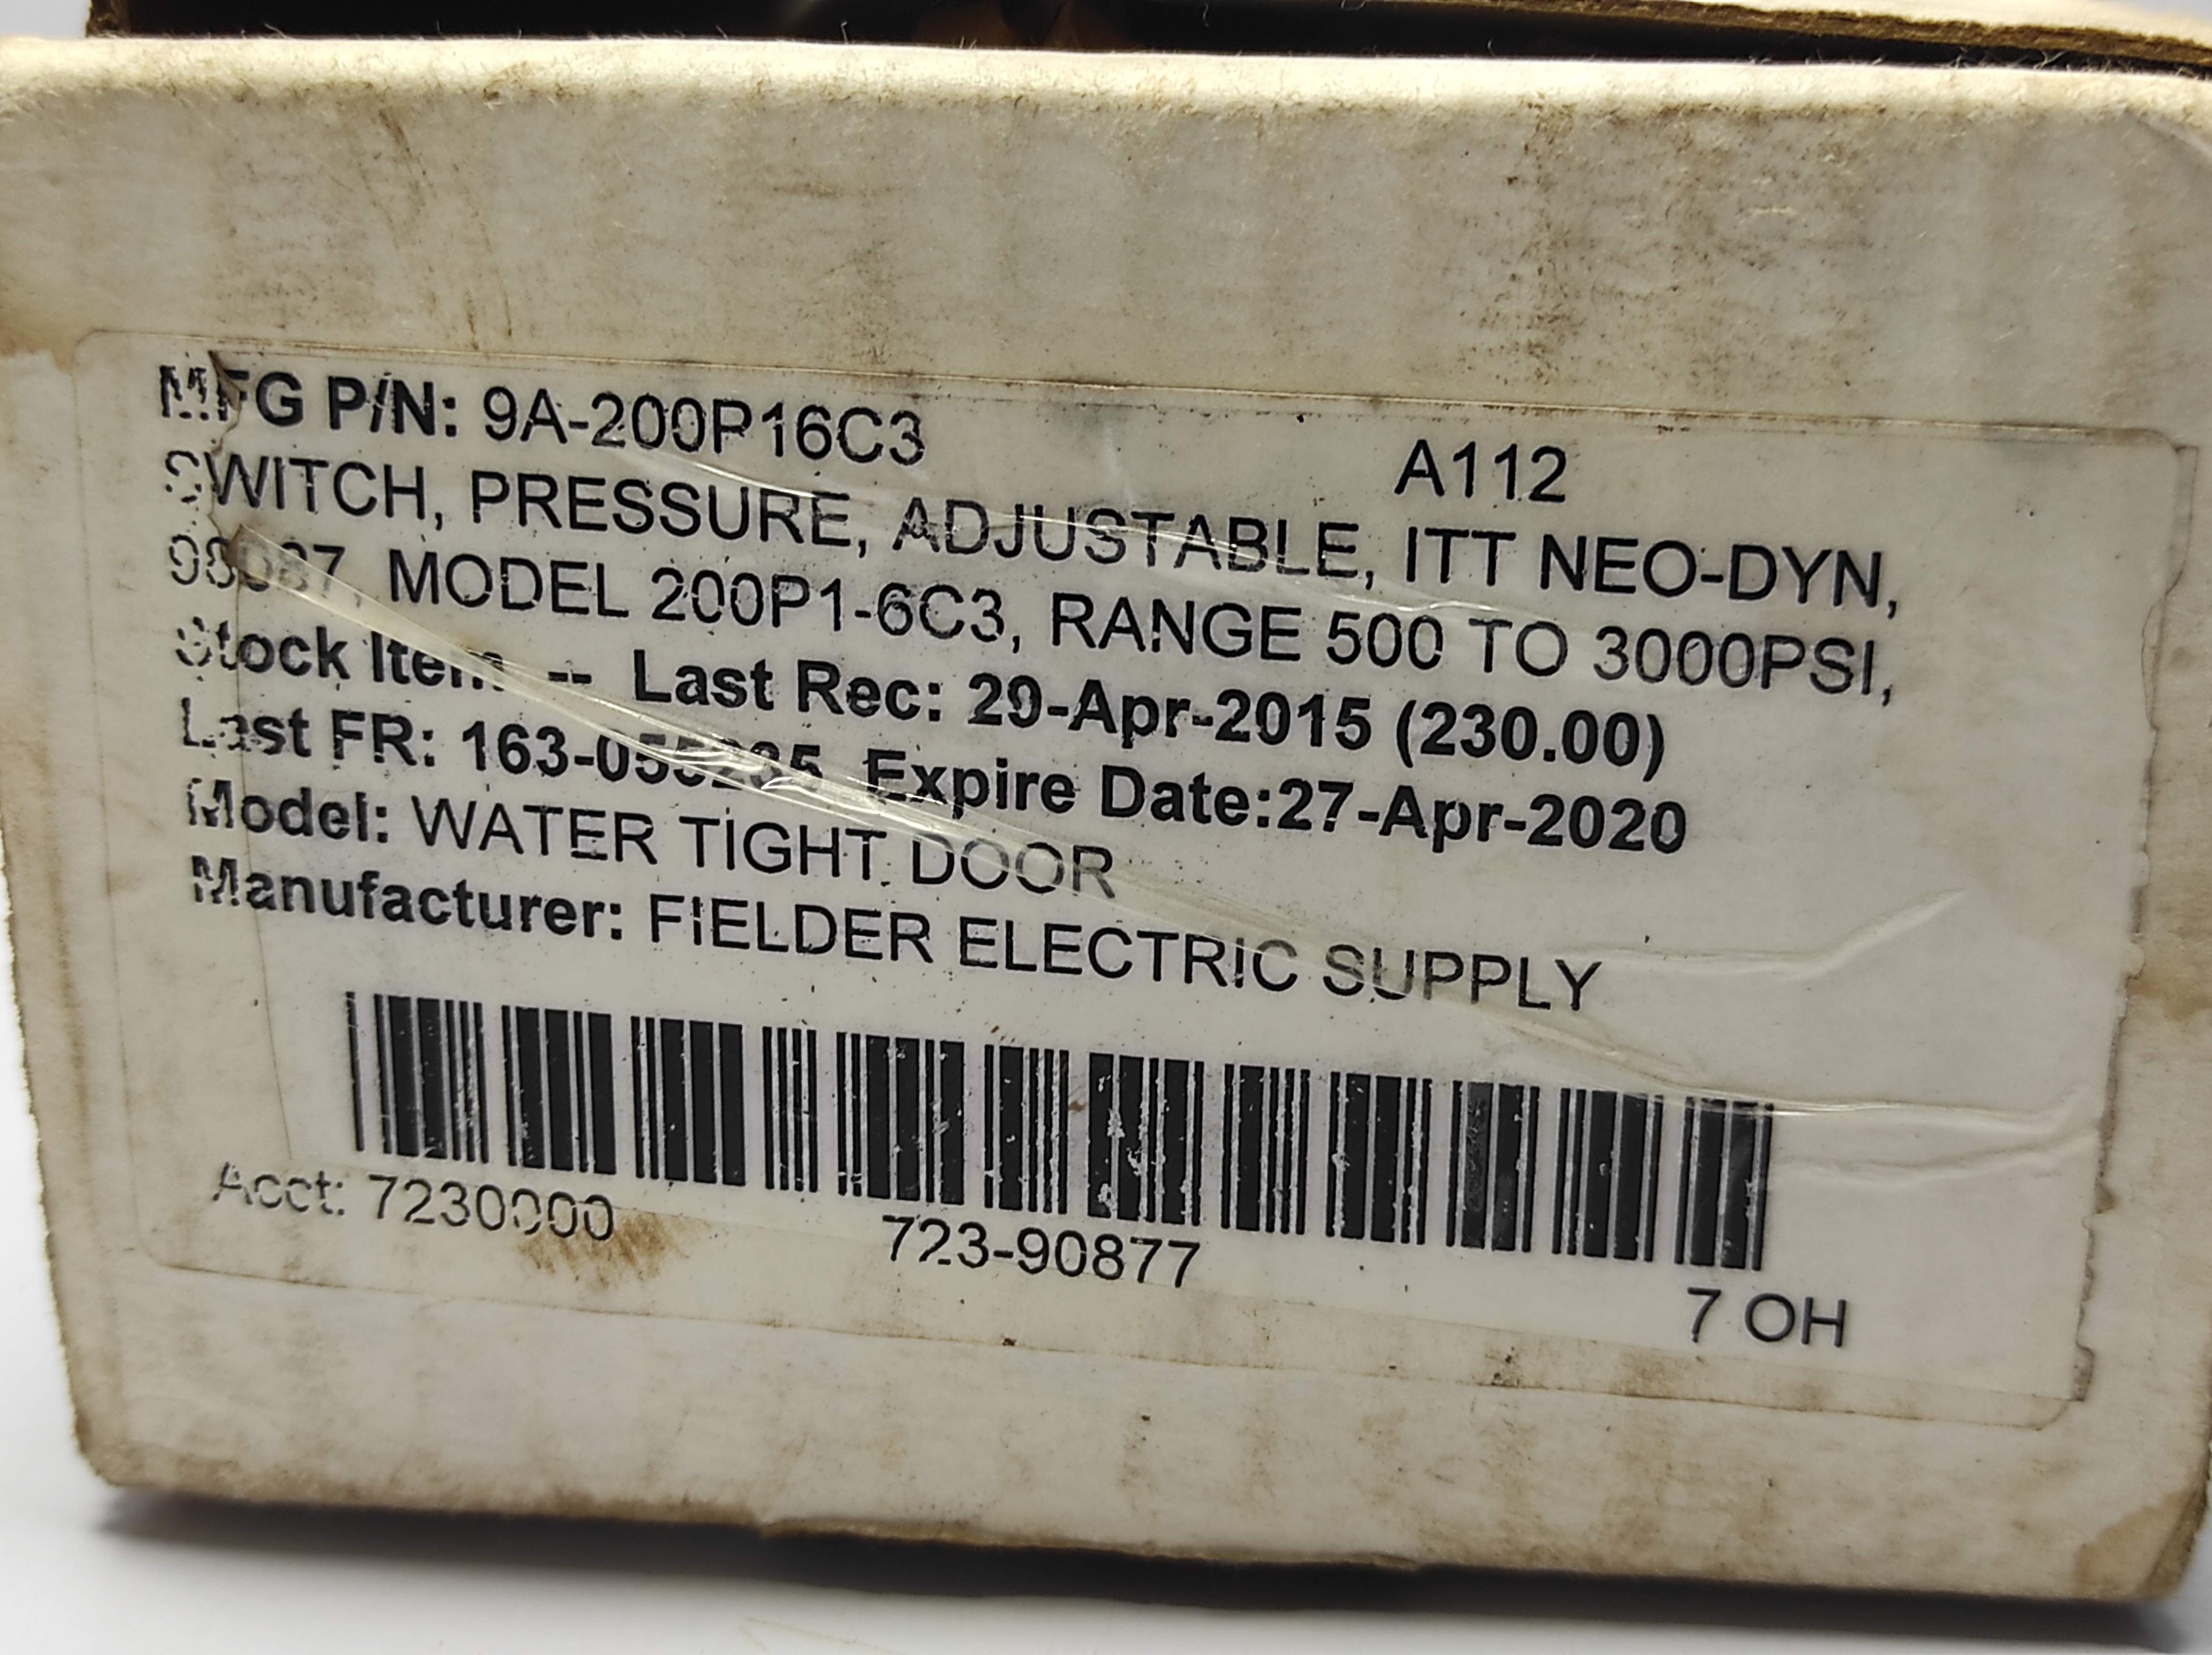 MFG P/N: 9A-200P16C3 A112
SWITCH, PRESSURE, ADJUSTABLE, ITT NEO-DYN,
MODEL 200P1-6C3, RANGE 500 TO 3000PSI,
Stock Item -- Last Rec: 29-Apr-2015 (230.00)
Last FR: Expire Date:27-Apr-2020
Model: WATER TIGHT DOOR
Manufacturer: FIELDER ELECTRIC SUPPLY
Acct: 7230000
723-90877
7 OH